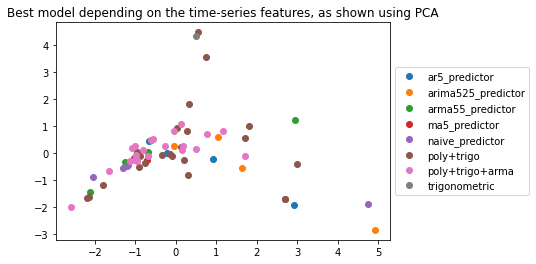 Best model depending on the time-series features, as shown using PCA
4
3
2
1
0
−1
−2
−3
−2
−1
0
1
2
3
4
5
ar5_predictor
arima525_predictor
arma55_predictor
ma5_predictor
naive_predictor
poly+trigo
poly+trigo+arma
trigonometric